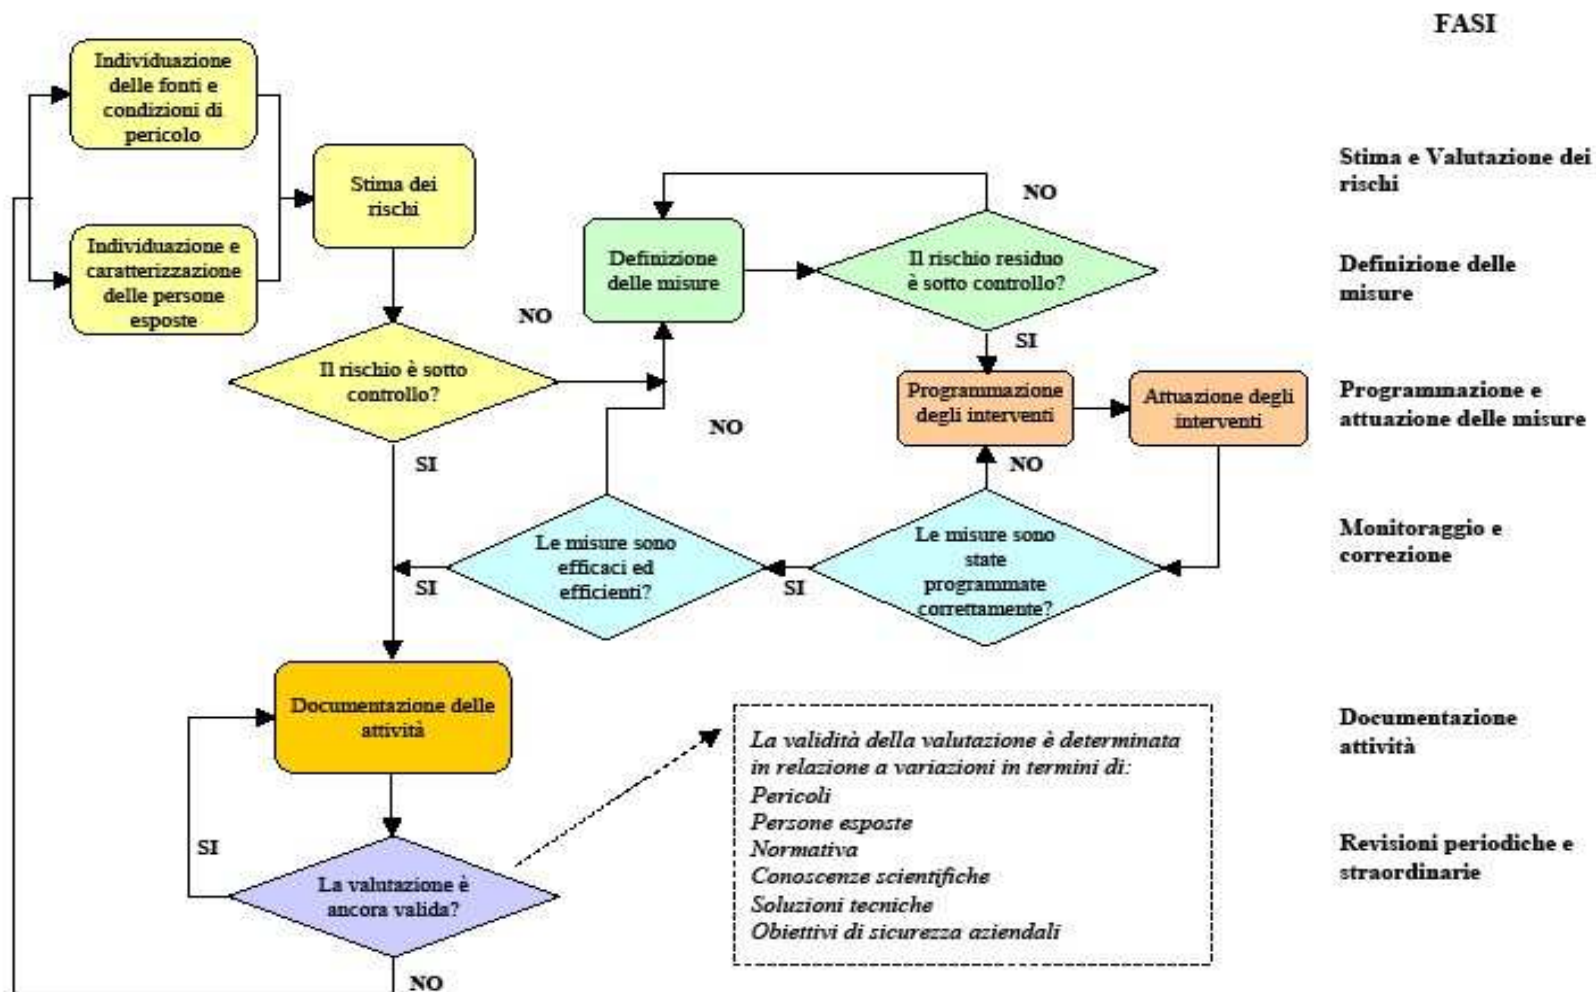 FASI
Individuazione
delle fonti e
condizioni di
pericolo
Stima dei
rischi
Individuazione e
caratterizzazione
delle persone
esposte
Il rischio è sotto
controllo?
NO
SI
Definizione
delle misure
NO
Il rischio residuo
è sotto controllo?
SI
Programmazione
degli interventi
Attuazione degli
interventi
NO
NO
Le misure sono
efficaci ed
efficienti?
SI
Le misure sono
state
programmate
correttamente?
SI
Documentazione delle
attività
SI
La valutazione è
ancora valida?
NO
La validità della valutazione è determinata
in relazione a variazioni in termini di:
Pericoli
Persone esposte
Normativa
Conoscenze scientifiche
Soluzioni tecniche
Obiettivi di sicurezza aziendali
Stima e Valutazione dei
rischi
Definizione delle
misure
Programmazione e
attuazione delle misure
Monitoraggio e
correzione
Documentazione
attività
Revisioni periodiche e
straordinarie